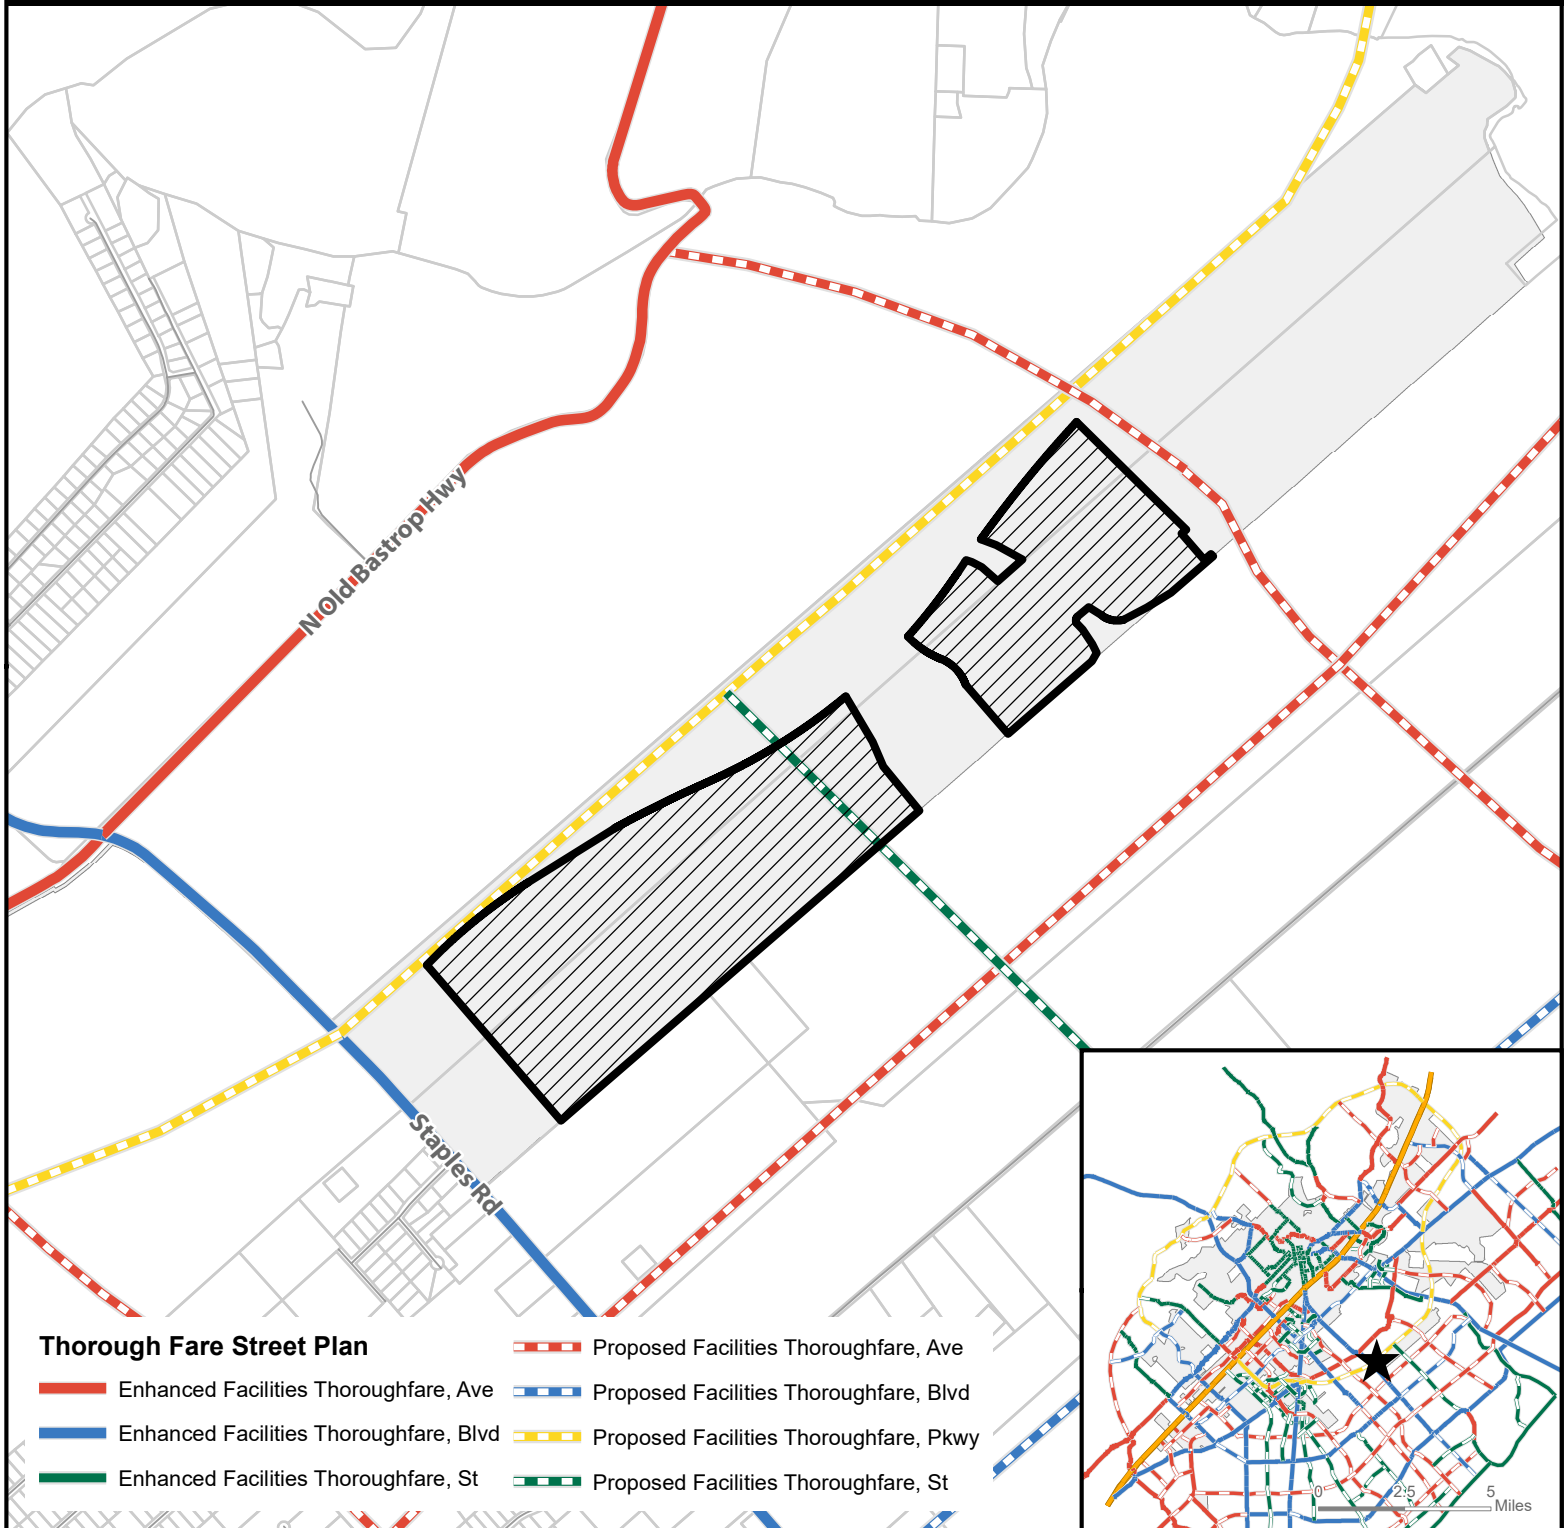 N Old Bastrop Hwy
Staples Rd
Thorough Fare Street Plan
Enhanced Facilities Thoroughfare, Ave
Enhanced Facilities Thoroughfare, Blvd
Enhanced Facilities Thoroughfare, St
Proposed Facilities Thoroughfare, Ave
Proposed Facilities Thoroughfare, Blvd
Proposed Facilities Thoroughfare, Pkwy
Proposed Facilities Thoroughfare, St
0 2.5 5
Miles